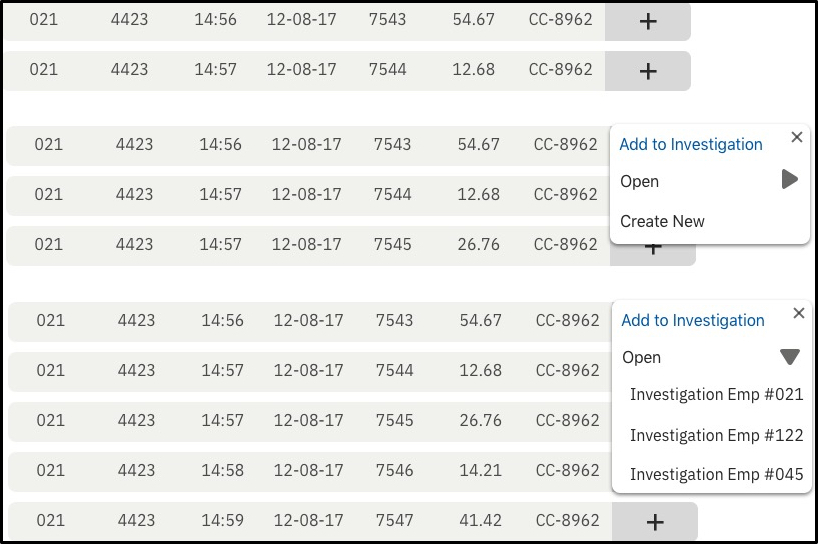 021 4423 14:56 12-08-17 7543 54.67 CC-8962 +
021 4423 14:57 12-08-17 7544 12.68 CC-8962 +
021 4423 14:56 12-08-17 7543 54.67 CC-8962
Add to Investigation ×
021 4423 14:57 12-08-17 7544 12.68 CC-8962
Open
Create New
021 4423 14:57 12-08-17 7545 26.76 CC-8962 +
021 4423 14:56 12-08-17 7543 54.67 CC-8962
Add to Investigation ×
021 4423 14:57 12-08-17 7544 12.68 CC-8962
Open
Investigation Emp #021
021 4423 14:57 12-08-17 7545 26.76 CC-8962
Investigation Emp #122
021 4423 14:58 12-08-17 7546 14.21 CC-8962
Investigation Emp #045
021 4423 14:59 12-08-17 7547 41.42 CC-8962 +